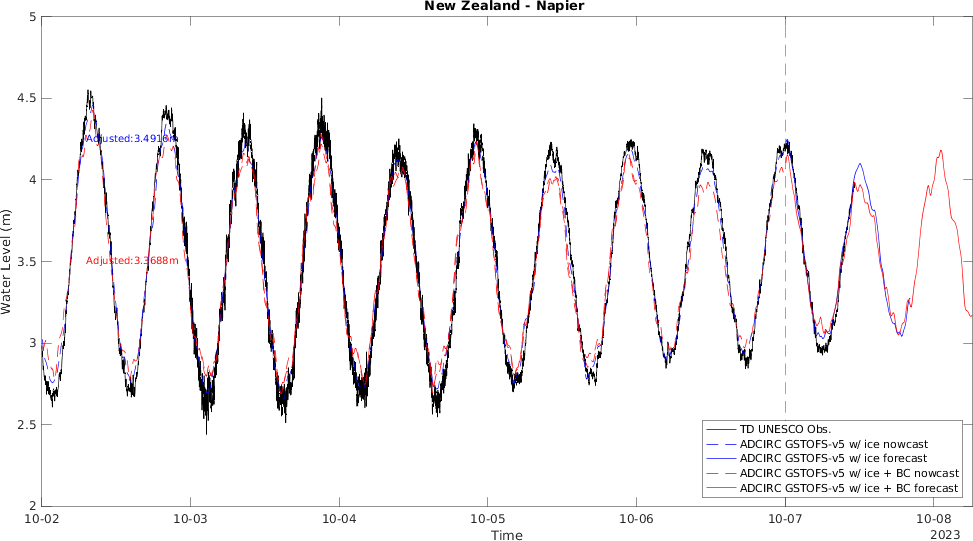 New Zealand - Napier
5
4.5
4
3.5
3
2.5
2
Water Level (m)
Adjusted:3.4916m
Adjusted:3.3688m
TD UNESCO Obs.
ADCIRC GSTOFS-v5 w/ ice nowcast
ADCIRC GSTOFS-v5 w/ ice forecast
ADCIRC GSTOFS-v5 w/ ice + BC nowcast
ADCIRC GSTOFS-v5 w/ ice + BC forecast
10-02 10-03 10-04 10-05 10-06 10-07 10-08
Time
2023